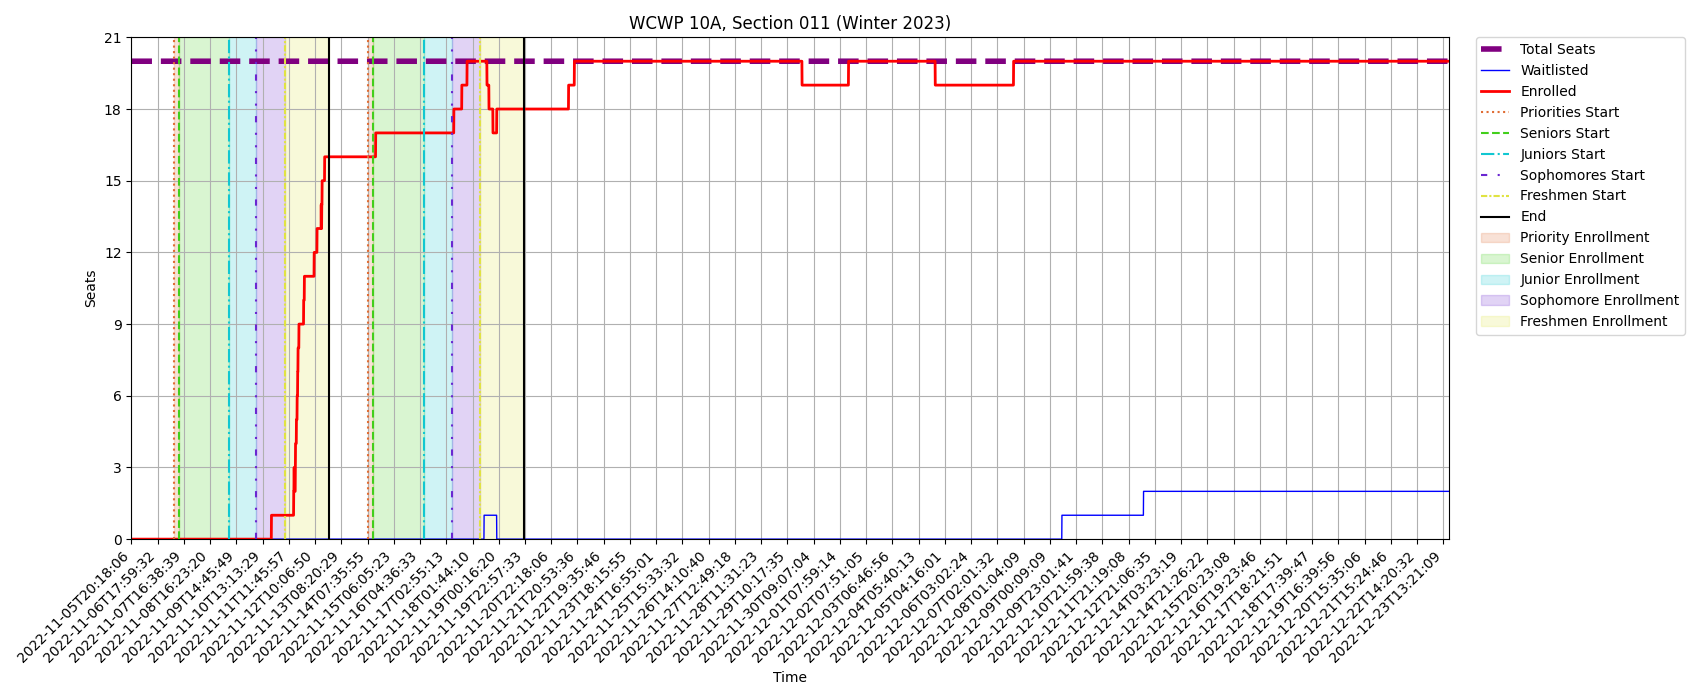 WCWP 10A, Section 011 (Winter 2023)
21
18
15
12
9
6
3
0
Seats
Total Seats
Waitlisted
Enrolled
Priorities Start
Seniors Start
Juniors Start
Sophomores Start
Freshmen Start
End
Priority Enrollment
Senior Enrollment
Junior Enrollment
Sophomore Enrollment
Freshmen Enrollment
2022-11-05T20:18:06
2022-11-06T17:59:32
2022-11-07T16:38:39
2022-11-08T16:23:20
2022-11-09T14:45:49
2022-11-10T13:13:29
2022-11-11T11:45:57
2022-11-12T10:06:50
2022-11-13T08:20:29
2022-11-14T07:35:55
2022-11-15T06:05:23
2022-11-16T04:36:33
2022-11-17T02:55:13
2022-11-18T01:44:10
2022-11-19T00:16:20
2022-11-19T22:57:33
2022-11-20T22:18:06
2022-11-21T20:53:36
2022-11-22T19:35:46
2022-11-23T18:15:55
2022-11-24T16:55:01
2022-11-25T15:33:32
2022-11-26T14:10:40
2022-11-27T12:49:18
2022-11-28T11:31:23
2022-11-29T10:17:35
2022-11-30T09:07:04
2022-12-01T07:59:14
2022-12-02T07:51:05
2022-12-03T06:46:50
2022-12-04T05:40:13
2022-12-05T04:16:01
2022-12-06T03:02:24
2022-12-07T02:01:32
2022-12-08T01:04:09
2022-12-09T00:09:09
2022-12-09T23:01:41
2022-12-10T21:59:38
2022-12-11T21:19:08
2022-12-12T21:06:35
2022-12-14T03:23:19
2022-12-14T21:26:22
2022-12-15T20:23:08
2022-12-16T19:23:46
2022-12-17T18:21:51
2022-12-18T17:39:47
2022-12-19T16:39:56
2022-12-20T15:35:06
2022-12-21T15:24:46
2022-12-22T14:20:32
2022-12-23T13:21:09
Time